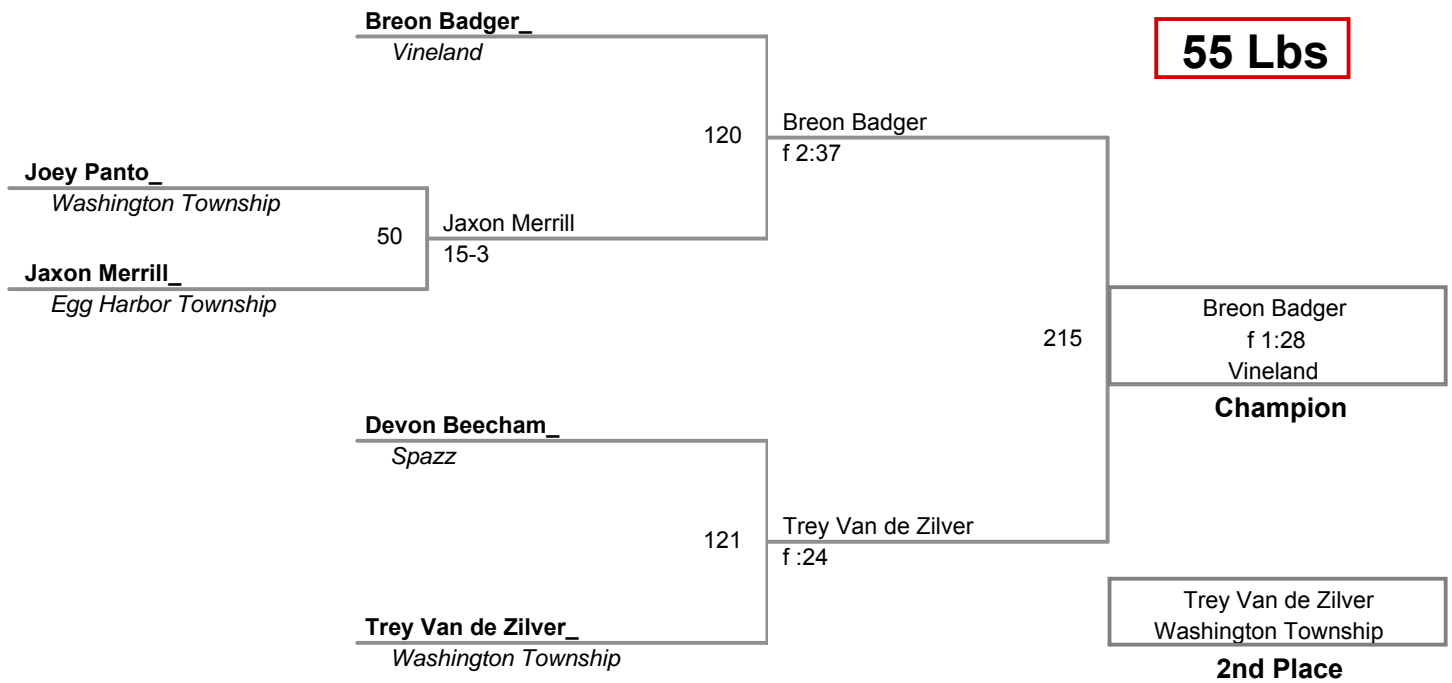 Breon Badger_
Vineland
55 Lbs
120
Breon Badger
f 2:37
Joey Panto_
Washington Township
50
Jaxon Merrill
15-3
Jaxon Merrill_
Egg Harbor Township
215
Breon Badger
f 1:28
Vineland
Champion
Devon Beecham_
Spazz
121
Trey Van de Zilver
f :24
Trey Van de Zilver_
Washington Township
Trey Van de Zilver
Washington Township
2nd Place